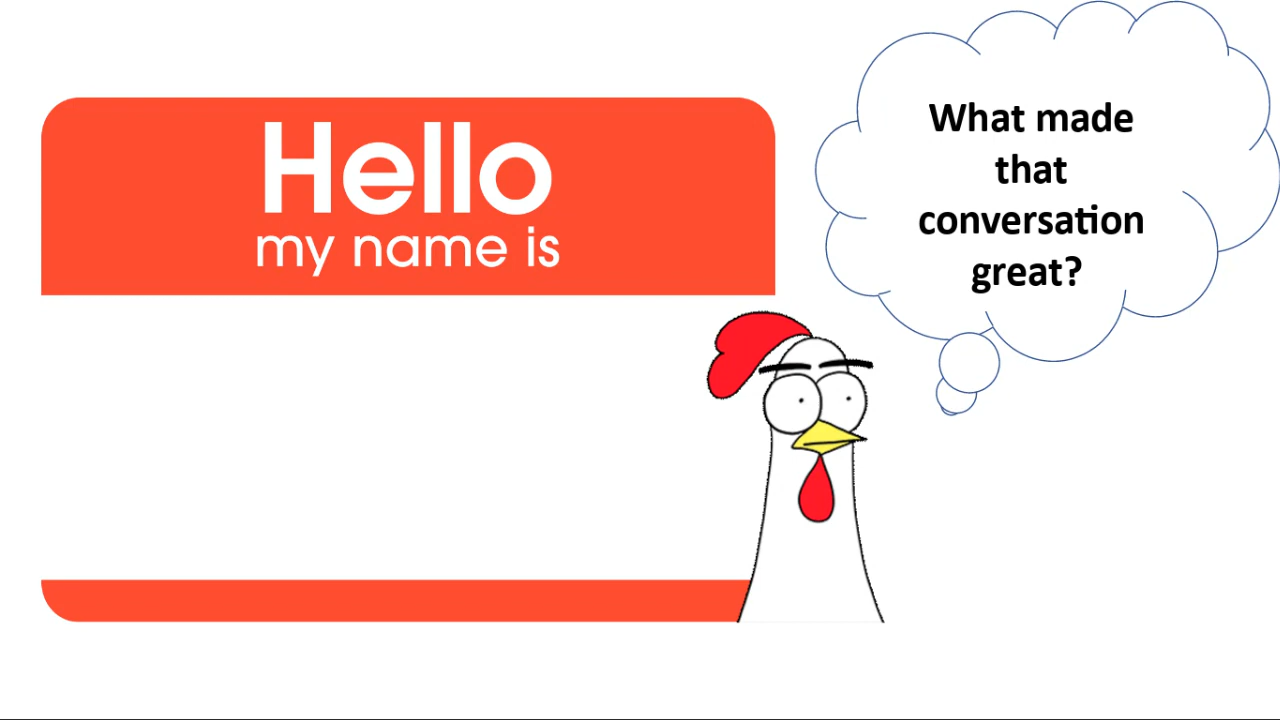 Hello
my name is
What made
that
conversation
great?